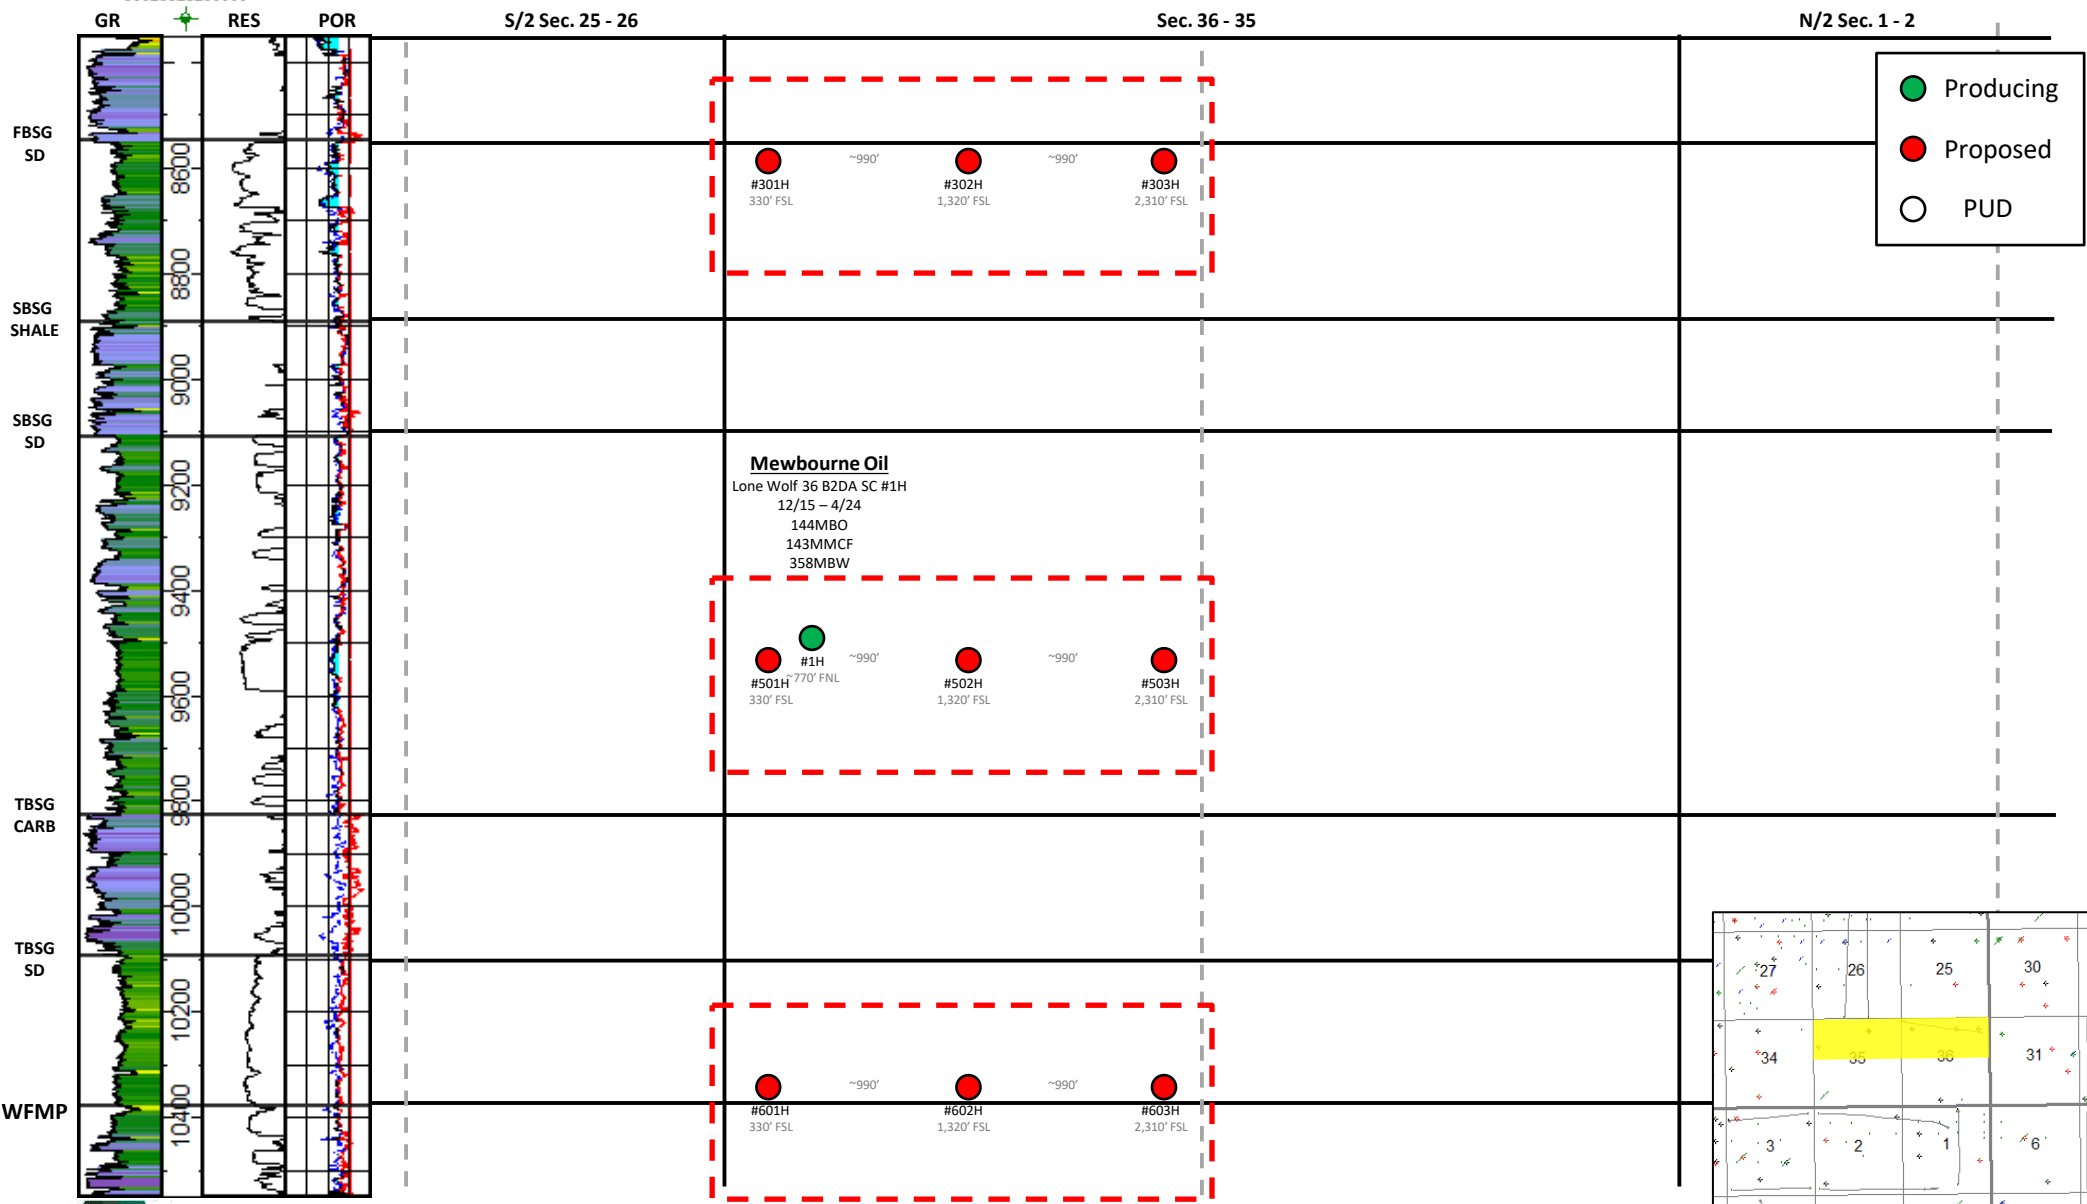 GR RES POR S/2 Sec. 25 - 26 Sec. 36 - 35 N/2 Sec. 1 - 2
Producing
Proposed
PUD
FBSG
SD
8600
~990’ ~990’
#301H #302H #303H
330’ FSL 1,320’ FSL 2,310’ FSL
8800
SBSG
SHALE
9000
SBSG
SD
9200
Mewbourne Oil
Lone Wolf 36 B2DA SC #1H
12/15 – 4/24
144MBO
143MMCF
358MBW
9400
~990’ ~990’
#1H
~770’ FNL
#501H #502H #503H
330’ FSL 1,320’ FSL 2,310’ FSL
9600
9800
TBSG
CARB
10000
TBSG
SD
10200
~990’ ~990’
#601H #602H #603H
330’ FSL 1,320’ FSL 2,310’ FSL
WFMP
10400
27 26 25 30
34 35 36 31
3 2 1 6